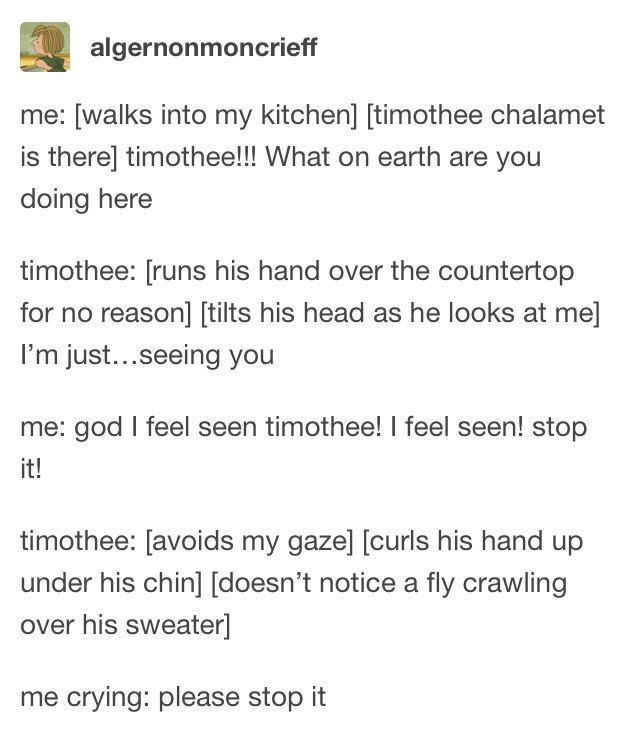 algernonmoncrieff
me: [walks into my kitchen] [timothee chalamet
is there] timothee!!! What on earth are you
doing here
timothee: [runs his hand over the countertop
for no reason] [tilts his head as he looks at me]
I’m just…seeing you
me: god I feel seen timothee! I feel seen! stop
it!
timothee: [avoids my gaze] [curls his hand up
under his chin] [doesn’t notice a fly crawling
over his sweater]
me crying: please stop it